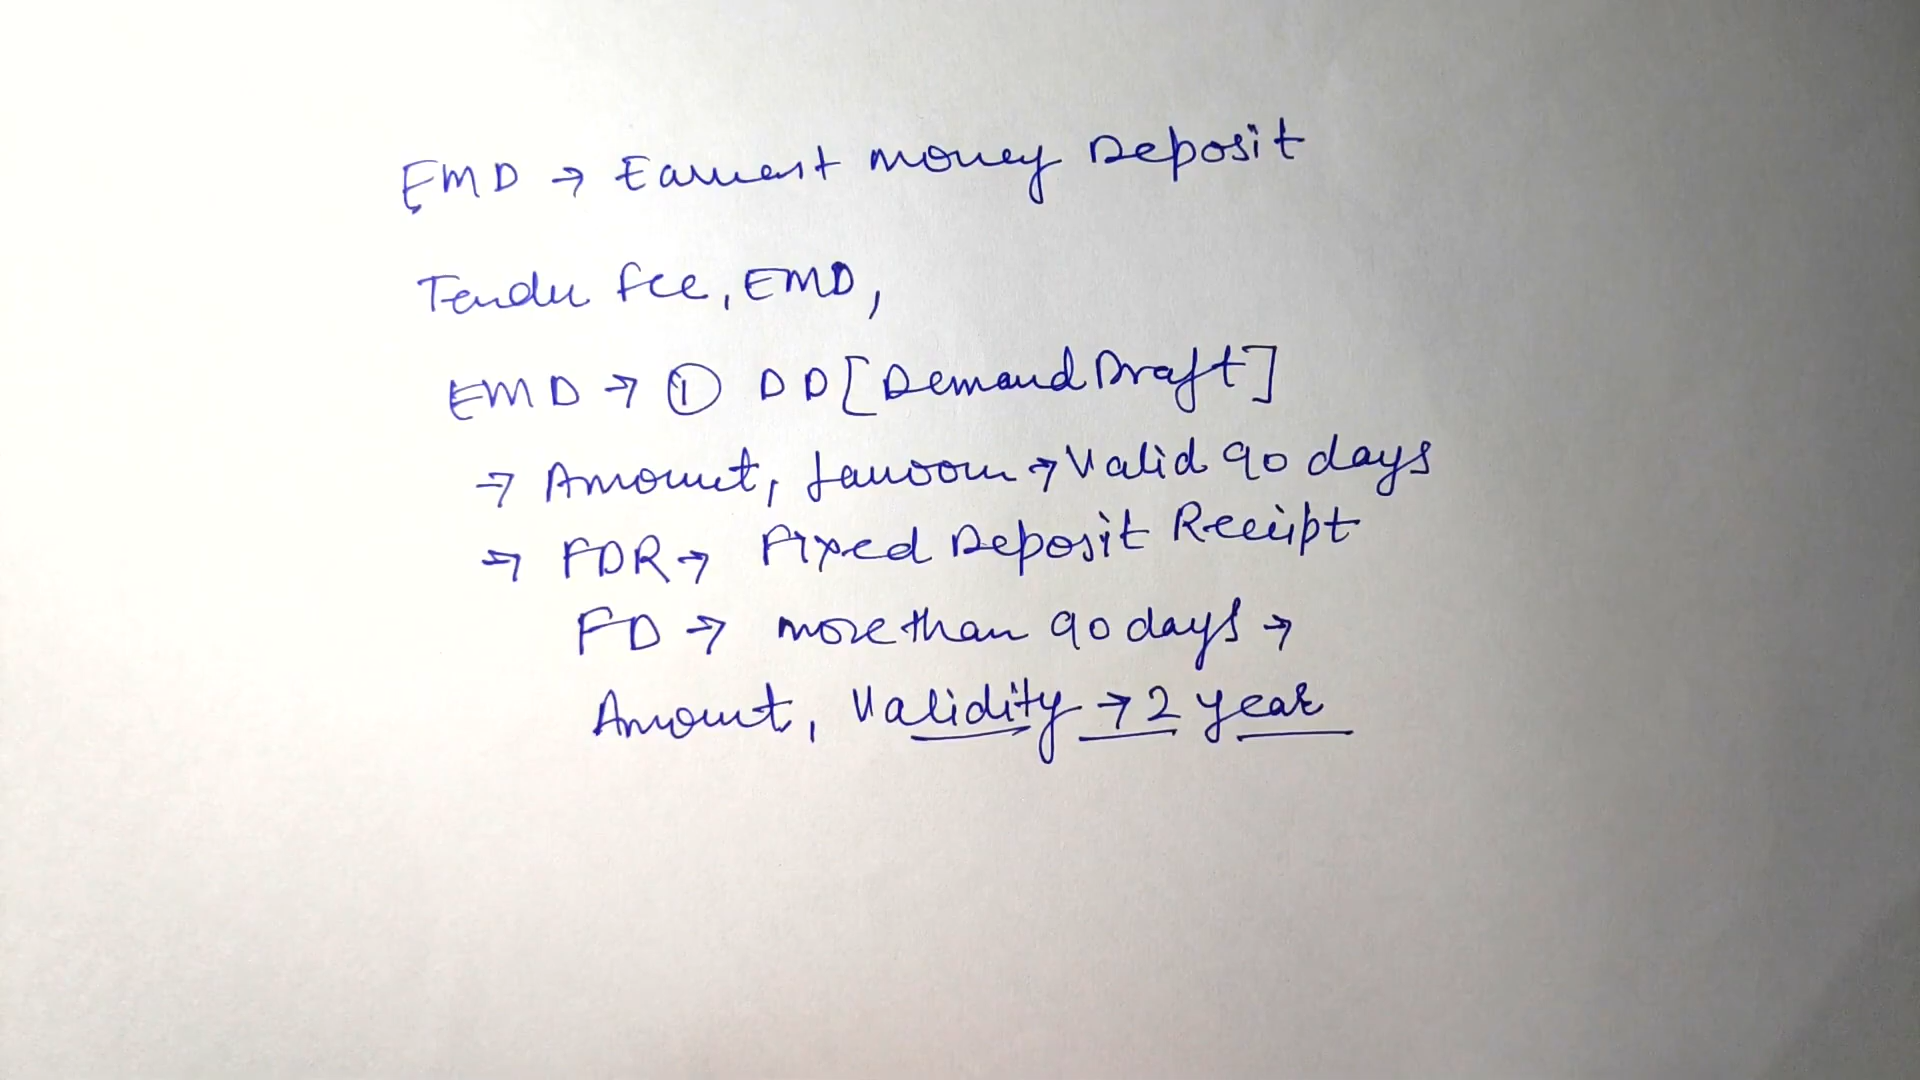 EMD → Earnest money Deposit
Tender fee, EMD,
EMD → ① DD [Demand Draft]
→ Amount, favour → Valid 90 days
→ FDR → Fixed Deposit Receipt
FD → more than 90 days →
Amount, Validity → 2 year